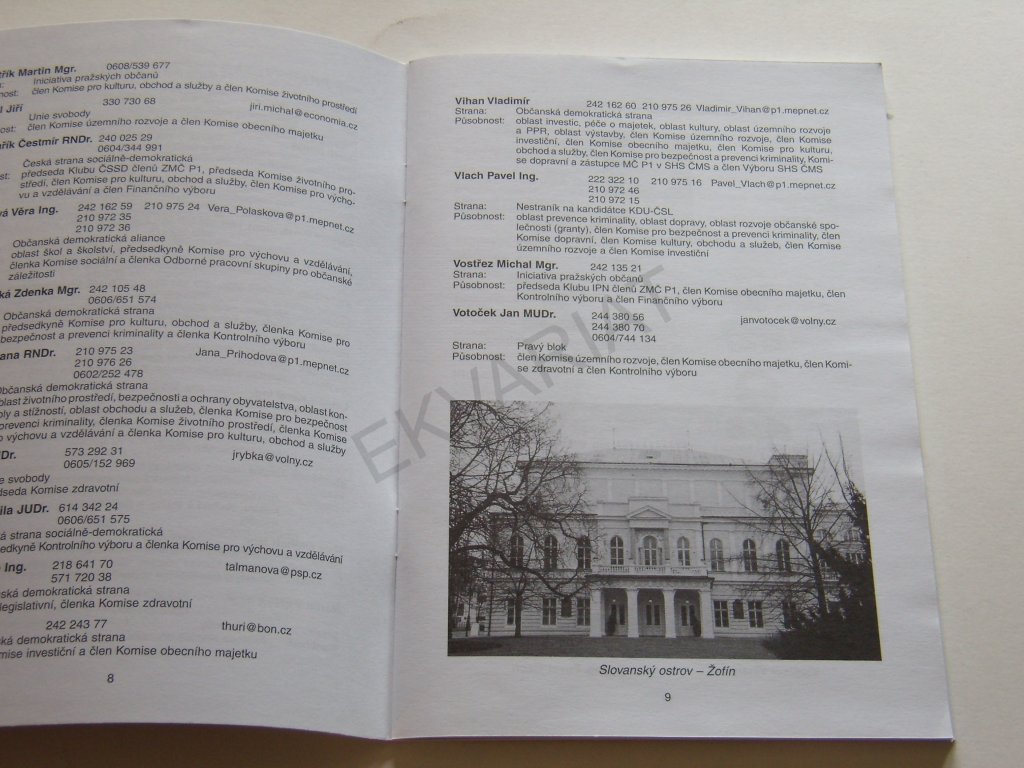 řík Martin Mgr. 0608/539 677
Iniciativa pražských občanů
člen Komise pro kulturu, obchod a služby a člen Komise životního prostředí
Jiří 330 730 68 jiri.michal@economia.cz
Unie svobody
člen Komise územního rozvoje a člen Komise obecního majetku
řík Čestmír RNDr. 240 025 29
0604/344 991
Česká strana sociálně-demokratická
předseda Klubu ČSSD členů ZMČ P1, předseda Komise životního pro-
středí, člen Komise pro kulturu, obchod a služby, člen Komise pro výcho-
vu a vzdělávání a člen Finančního výboru
vá Věra Ing. 242 162 59 210 975 24 Vera_Polaskova@p1.mepnet.cz
210 972 35
210 972 36
Občanská demokratická aliance
oblast škol a školství, předsedkyně Komise pro výchovu a vzdělávání,
členka Komise sociální a členka Odborné pracovní skupiny pro občanské
záležitosti
ká Zdenka Mgr. 242 105 48
0606/651 574
Občanská demokratická strana
předsedkyně Komise pro kulturu, obchod a služby, členka Komise pro
bezpečnost a prevenci kriminality a členka Kontrolního výboru
ana RNDr. 210 975 23 Jana_Prihodova@p1.mepnet.cz
210 976 26
0602/252 478
Občanská demokratická strana
oblast životního prostředí, bezpečnosti a ochrany obyvatelstva, oblast kon-
oly a stížností, oblast obchodu a služeb, členka Komise pro bezpečnost
prevenci kriminality, členka Komise životního prostředí, členka Komise
o výchovu a vzdělávání a členka Komise pro kulturu, obchod a služby
Dr. 573 292 31 jrybka@volny.cz
0605/152 969
ie svobody
dseda Komise zdravotní
ila JUDr. 614 342 24
0606/651 575
á strana sociálně-demokratická
edkyně Kontrolního výboru a členka Komise pro výchovu a vzdělávání
Ing. 218 641 70 talmanova@psp.cz
571 720 38
nská demokratická strana
legislativní, členka Komise zdravotní
242 243 77 thuri@bon.cz
ská demokratická strana
mise investiční a člen Komise obecního majetku
8
Vihan Vladimír 242 162 60 210 975 26 Vladimir_Vihan@p1.mepnet.cz
Strana: Občanská demokratická strana
Působnost: oblast investic, péče o majetek, oblast kultury, oblast územního rozvoje
a PPR, oblast výstavby, člen Komise územního rozvoje, člen Komise
investiční, člen Komise obecního majetku, člen Komise pro kulturu,
obchod a služby, člen Komise pro bezpečnost a prevenci kriminality, Komi-
se dopravní a zástupce MČ P1 v SHS ČMS a člen Výboru SHS ČMS
Vlach Pavel Ing. 222 322 10 210 975 16 Pavel_Vlach@p1.mepnet.cz
210 972 46
210 972 15
Strana: Nestraník na kandidátce KDU-ČSL
Působnost: oblast prevence kriminality, oblast dopravy, oblast rozvoje občanské spo-
lečnosti (granty), člen Komise pro bezpečnost a prevenci kriminality, člen
Komise dopravní, člen Komise kultury, obchodu a služeb, člen Komise
územního rozvoje a člen Komise investiční
Vostřez Michal Mgr. 242 135 21
Strana: Iniciativa pražských občanů
Působnost: předseda Klubu IPN členů ZMČ P1, člen Komise obecního majetku, člen
Kontrolního výboru a člen Finančního výboru
Votoček Jan MUDr. 244 380 56 janvotocek@volny.cz
244 380 70
0604/744 134
Strana: Pravý blok
Působnost: člen Komise územního rozvoje, člen Komise obecního majetku, člen Komi-
se zdravotní a člen Kontrolního výboru
Slovanský ostrov – Žofín
9
EKVARIAT